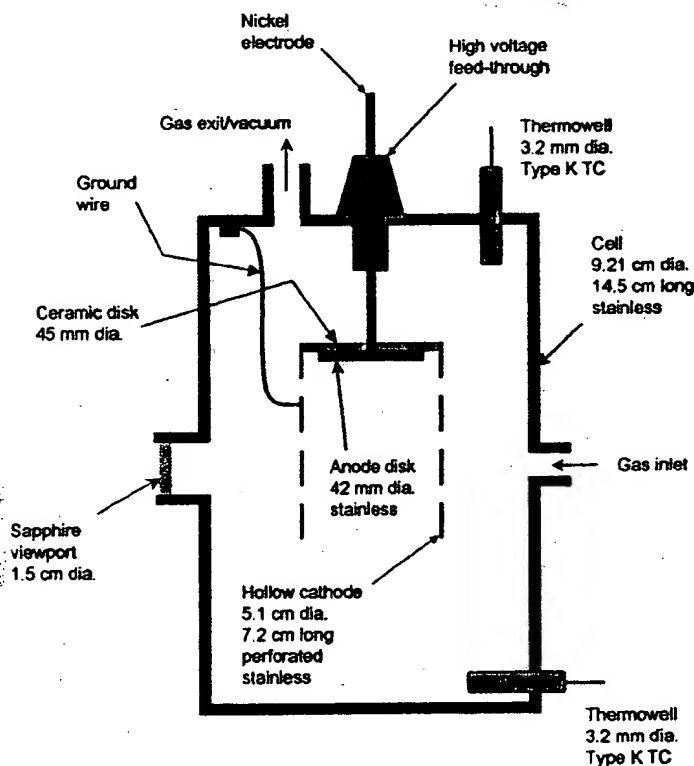 Nickel
electrode
High voltage
feed-through
Gas exit/vacuum
Thermowell
3.2 mm dia.
Type K TC
Ground
wire
Cell
9.21 cm dia.
14.5 cm long
stainless
Ceramic disk
45 mm dia.
Anode disk
42 mm dia.
stainless
Gas inlet
Sapphire
viewport
1.5 cm dia.
Hollow cathode
5.1 cm dia.
7.2 cm long
perforated
stainless
Thermowell
3.2 mm dia.
Type K TC